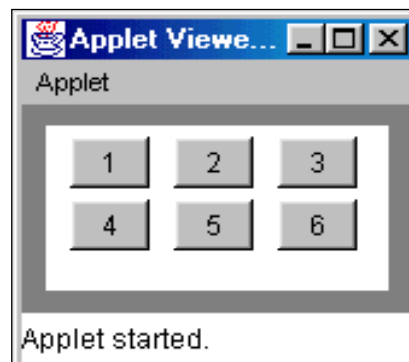 Applet Viewe...
Applet
1 2 3
4 5 6
Applet started.